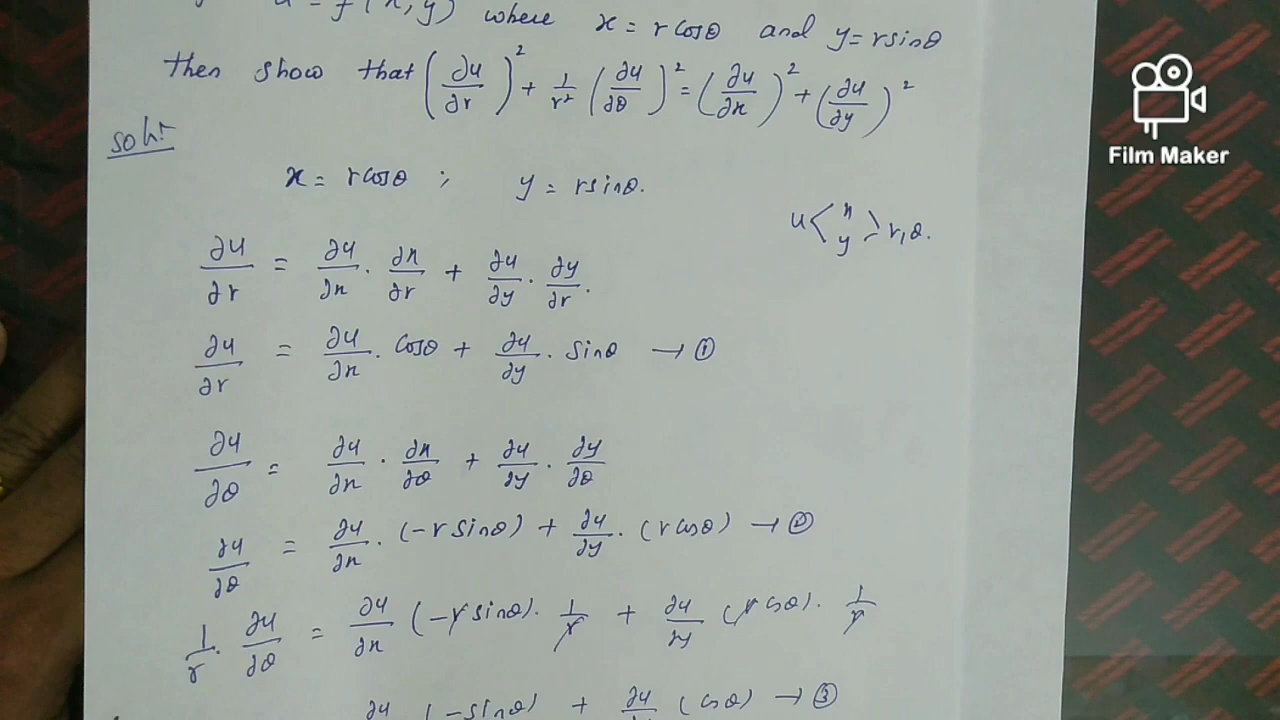 u = f(x, y) where x = r cosθ and y = r sinθ
then show that (∂u/∂r)² + 1/r² (∂u/∂θ)² = (∂u/∂x)² + (∂u/∂y)²
soln
x = r cosθ ; y = r sinθ.
u < x y > r, θ.
∂u/∂r = ∂u/∂x . ∂x/∂r + ∂u/∂y . ∂y/∂r.
∂u/∂r = ∂u/∂x . cosθ + ∂u/∂y . sinθ → ①
∂u/∂θ = ∂u/∂x . ∂x/∂θ + ∂u/∂y . ∂y/∂θ
∂u/∂θ = ∂u/∂x . (-r sinθ) + ∂u/∂y . (r cosθ) → ②
1/r . ∂u/∂θ = ∂u/∂x (-r sinθ) . 1/r + ∂u/∂y (r cosθ) . 1/r
∂u (-sinθ) + ∂u (cosθ) → ③
Film Maker